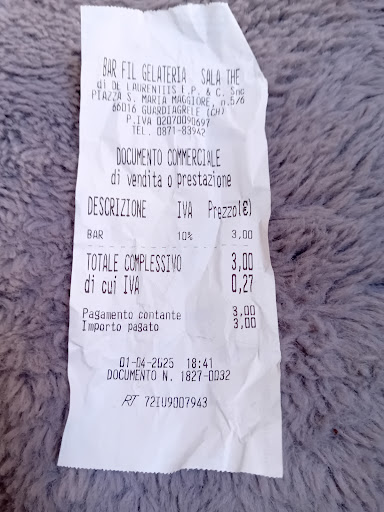 BAR FIL GELATERIA SALA THE
di DE LAURENTIIS I.P. & C. Snc
PIAZZA S. MARIA MAGGIORE, n.5/6
66016 GUARDIAGRELE (CH)
P.IVA 02070090697
TEL. 0871-83942
DOCUMENTO COMMERCIALE
di vendita o prestazione
DESCRIZIONE IVA Prezzo(€)
BAR 10% 3,00
TOTALE COMPLESSIVO 3,00
di cui IVA 0,27
Pagamento contante 3,00
Importo pagato 3,00
01-04-2025 18:41
DOCUMENTO N. 1827-0032
RT 72IU9007943